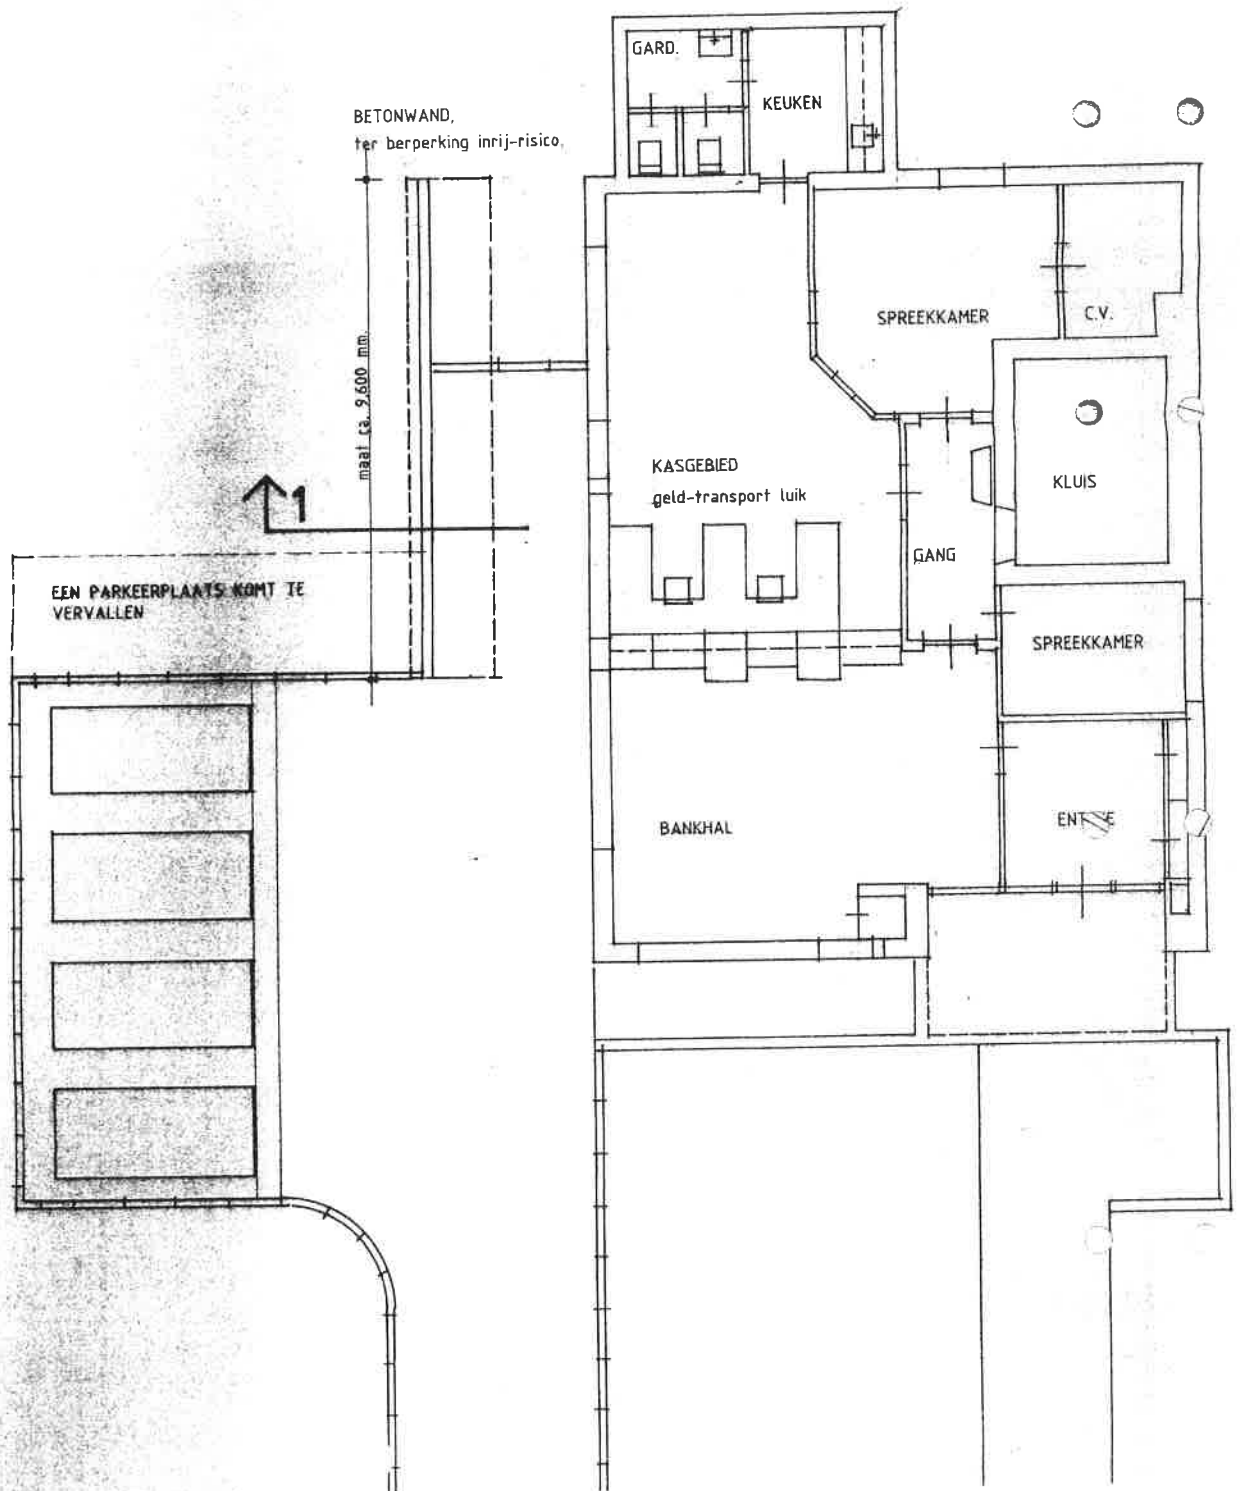 GARD.
KEUKEN
BETONWAND,
ter berperking inrij-risico.
maat ca. 9.600 mm.
SPREEKKAMER
C.V.
KASGEBIED
geld-transport luik
KLUIS
1
GANG
EEN PARKEERPLAATS KOMT TE
VERVALLEN
SPREEKKAMER
BANKHAL